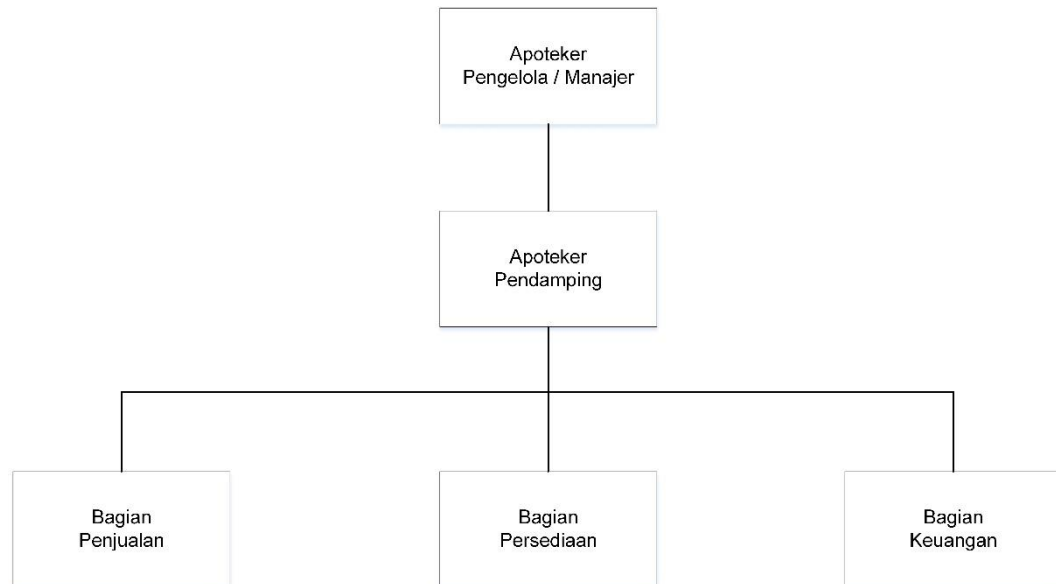 Apoteker
Pengelola / Manajer
Apoteker
Pendamping
Bagian
Penjualan
Bagian
Persediaan
Bagian
Keuangan